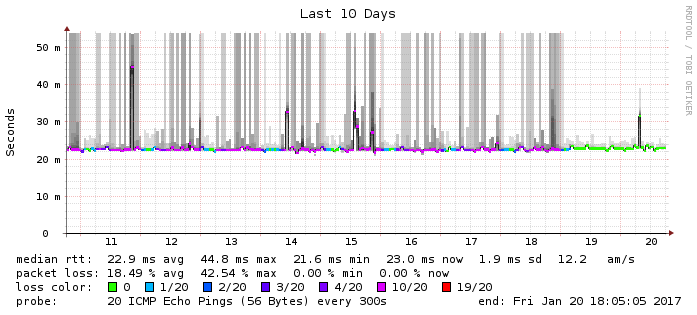 Last 10 Days
RRDTOOL / TOBI OETIKER
Seconds
50 m
40 m
30 m
20 m
10 m
0
11 12 13 14 15 16 17 18 19 20
median rtt: 22.9 ms avg 44.8 ms max 21.6 ms min 23.0 ms now 1.9 ms sd 12.2 am/s
packet loss: 18.49 % avg 42.54 % max 0.00 % min 0.00 % now
loss color: 0 1/20 2/20 3/20 4/20 10/20 19/20
probe: 20 ICMP Echo Pings (56 Bytes) every 300s end: Fri Jan 20 18:05:05 2017